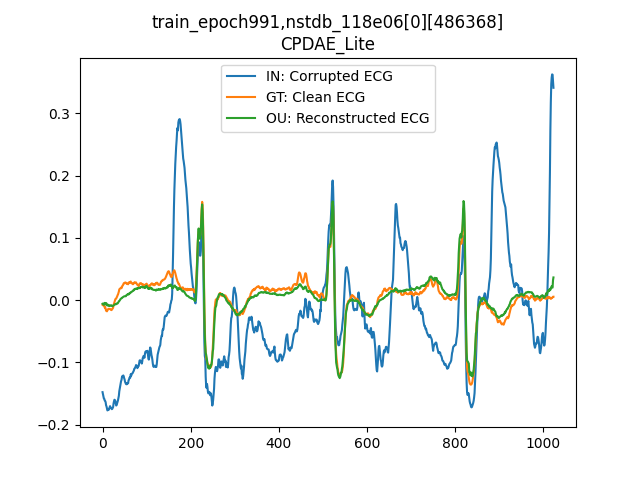 train_epoch991,nstdb_118e06[0][486368]
CPDAE_Lite
IN: Corrupted ECG
GT: Clean ECG
OU: Reconstructed ECG
0.3
0.2
0.1
0.0
−0.1
−0.2
0 200 400 600 800 1000